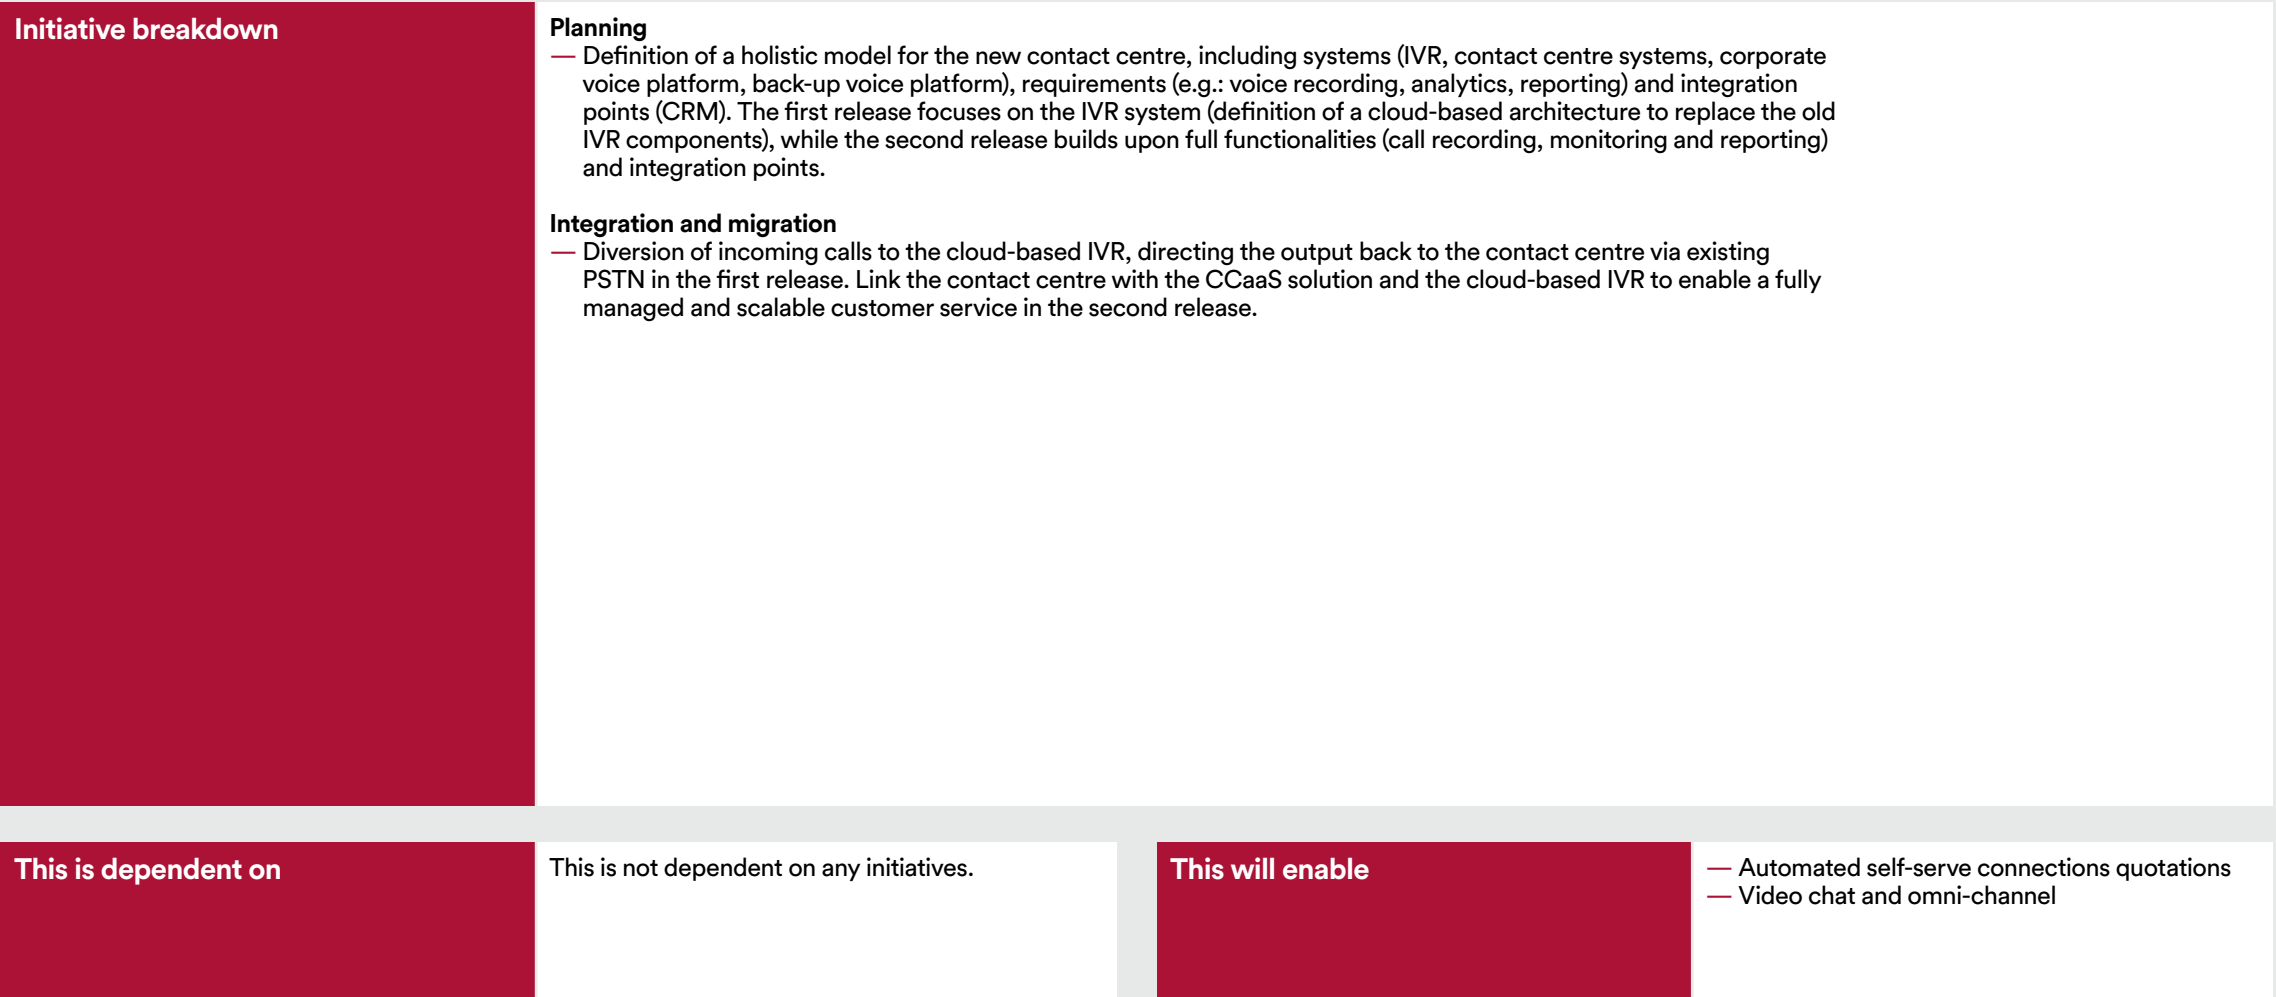 Initiative breakdown
Planning
— Definition of a holistic model for the new contact centre, including systems (IVR, contact centre systems, corporate
voice platform, back-up voice platform), requirements (e.g.: voice recording, analytics, reporting) and integration
points (CRM). The first release focuses on the IVR system (definition of a cloud-based architecture to replace the old
IVR components), while the second release builds upon full functionalities (call recording, monitoring and reporting)
and integration points.
Integration and migration
— Diversion of incoming calls to the cloud-based IVR, directing the output back to the contact centre via existing
PSTN in the first release. Link the contact centre with the CCaaS solution and the cloud-based IVR to enable a fully
managed and scalable customer service in the second release.
This is dependent on
This is not dependent on any initiatives.
This will enable
— Automated self-serve connections quotations
— Video chat and omni-channel